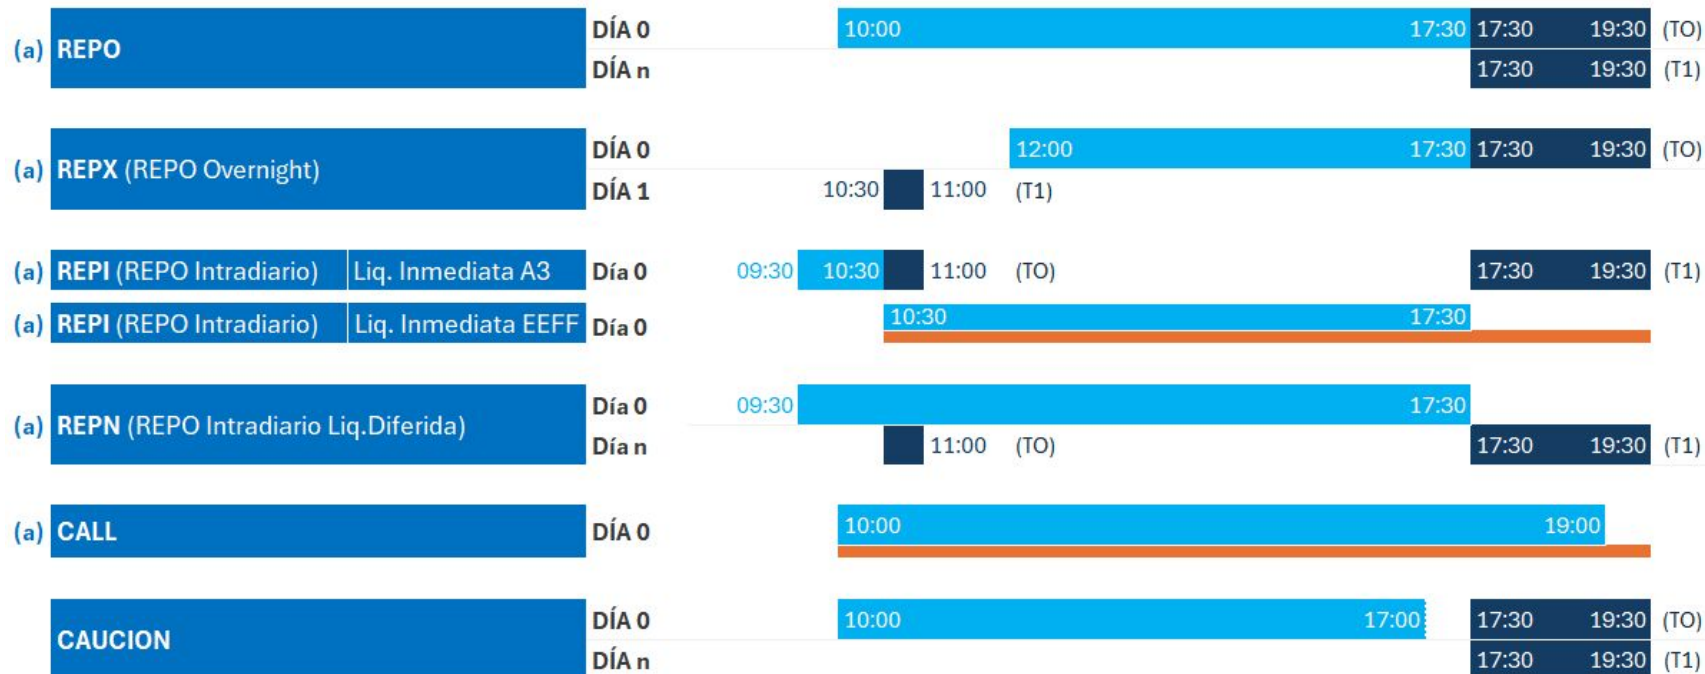 (a) REPO DÍA 0 10:00 17:30 17:30 19:30 (TO)
DÍA n 17:30 19:30 (T1)
(a) REPX (REPO Overnight) DÍA 0 12:00 17:30 17:30 19:30 (TO)
DÍA 1 10:30 11:00 (T1)
(a) REPI (REPO Intradiario) Liq. Inmediata A3 Día 0 09:30 10:30 11:00 (TO) 17:30 19:30 (T1)
(a) REPI (REPO Intradiario) Liq. Inmediata EEFF Día 0 10:30 17:30
(a) REPN (REPO Intradiario Liq.Diferida) Día 0 09:30 17:30
Día n 11:00 (TO) 17:30 19:30 (T1)
(a) CALL DÍA 0 10:00 19:00
CAUCION DÍA 0 10:00 17:00 17:30 19:30 (TO)
DÍA n 17:30 19:30 (T1)